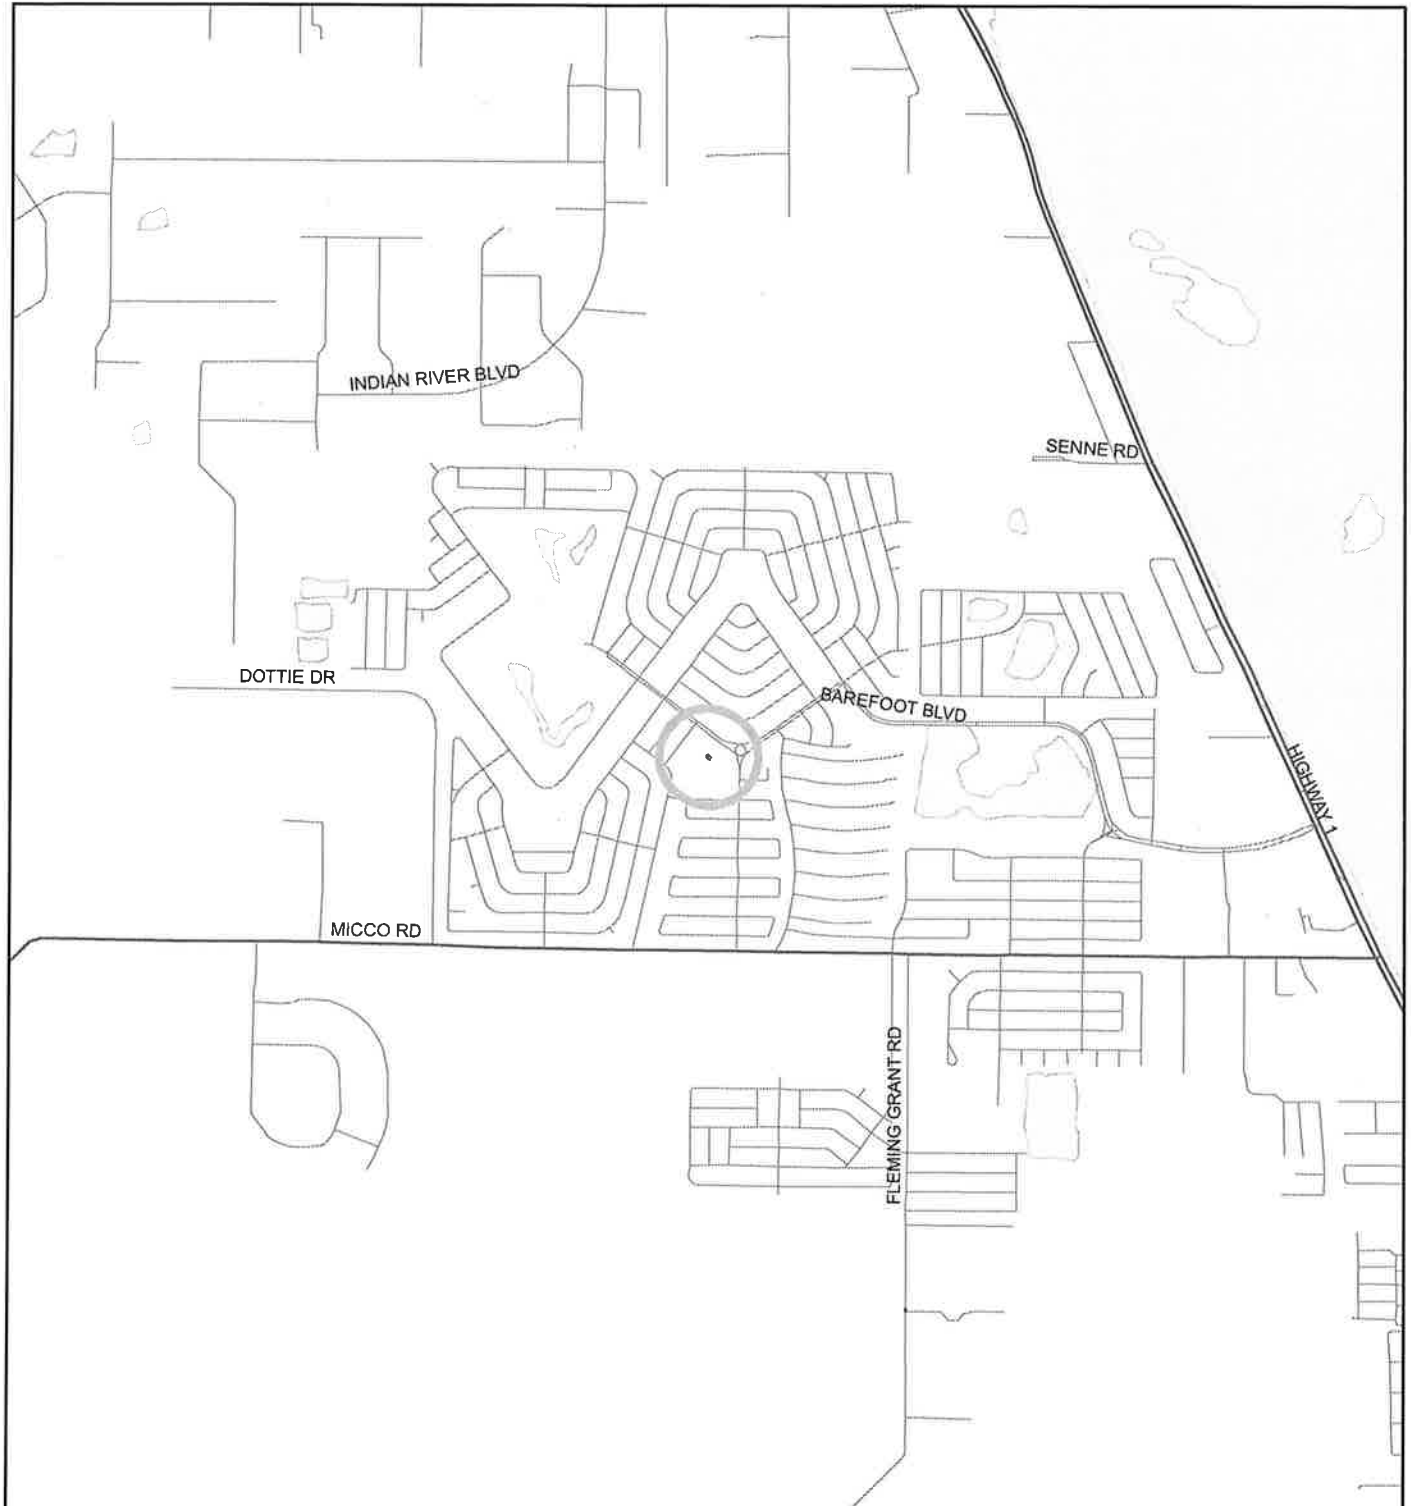 INDIAN RIVER BLVD
SENNE RD
DOTTIE DR
BAREFOOT BLVD
HIGHWAY 1
MICCO RD
FLEMING GRANT RD